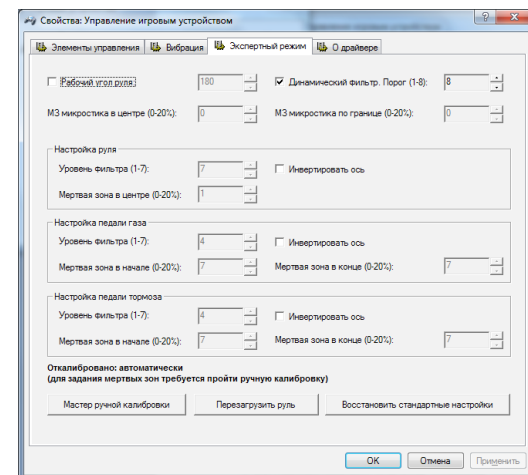 Свойства: Управление игровым устройством
Элементы управления Вибрация Экспертный режим О драйвере
Рабочий угол руля: 180 Динамический фильтр. Порог (1-8): 8
МЗ микростика в центре (0-20%): 0 МЗ микростика по границе (0-20%): 0
Настройка руля
Уровень фильтра (1-7): 7 Инвертировать ось
Мертвая зона в центре (0-20%): 1
Настройка педали газа
Уровень фильтра (1-7): 4 Инвертировать ось
Мертвая зона в начале (0-20%): 7 Мертвая зона в конце (0-20%): 7
Настройка педали тормоза
Уровень фильтра (1-7): 4 Инвертировать ось
Мертвая зона в начале (0-20%): 7 Мертвая зона в конце (0-20%): 7
Откалибровано: автоматически
(для задания мертвых зон требуется пройти ручную калибровку)
Мастер ручной калибровки Перезагрузить руль Восстановить стандартные настройки
OK Отмена Применить